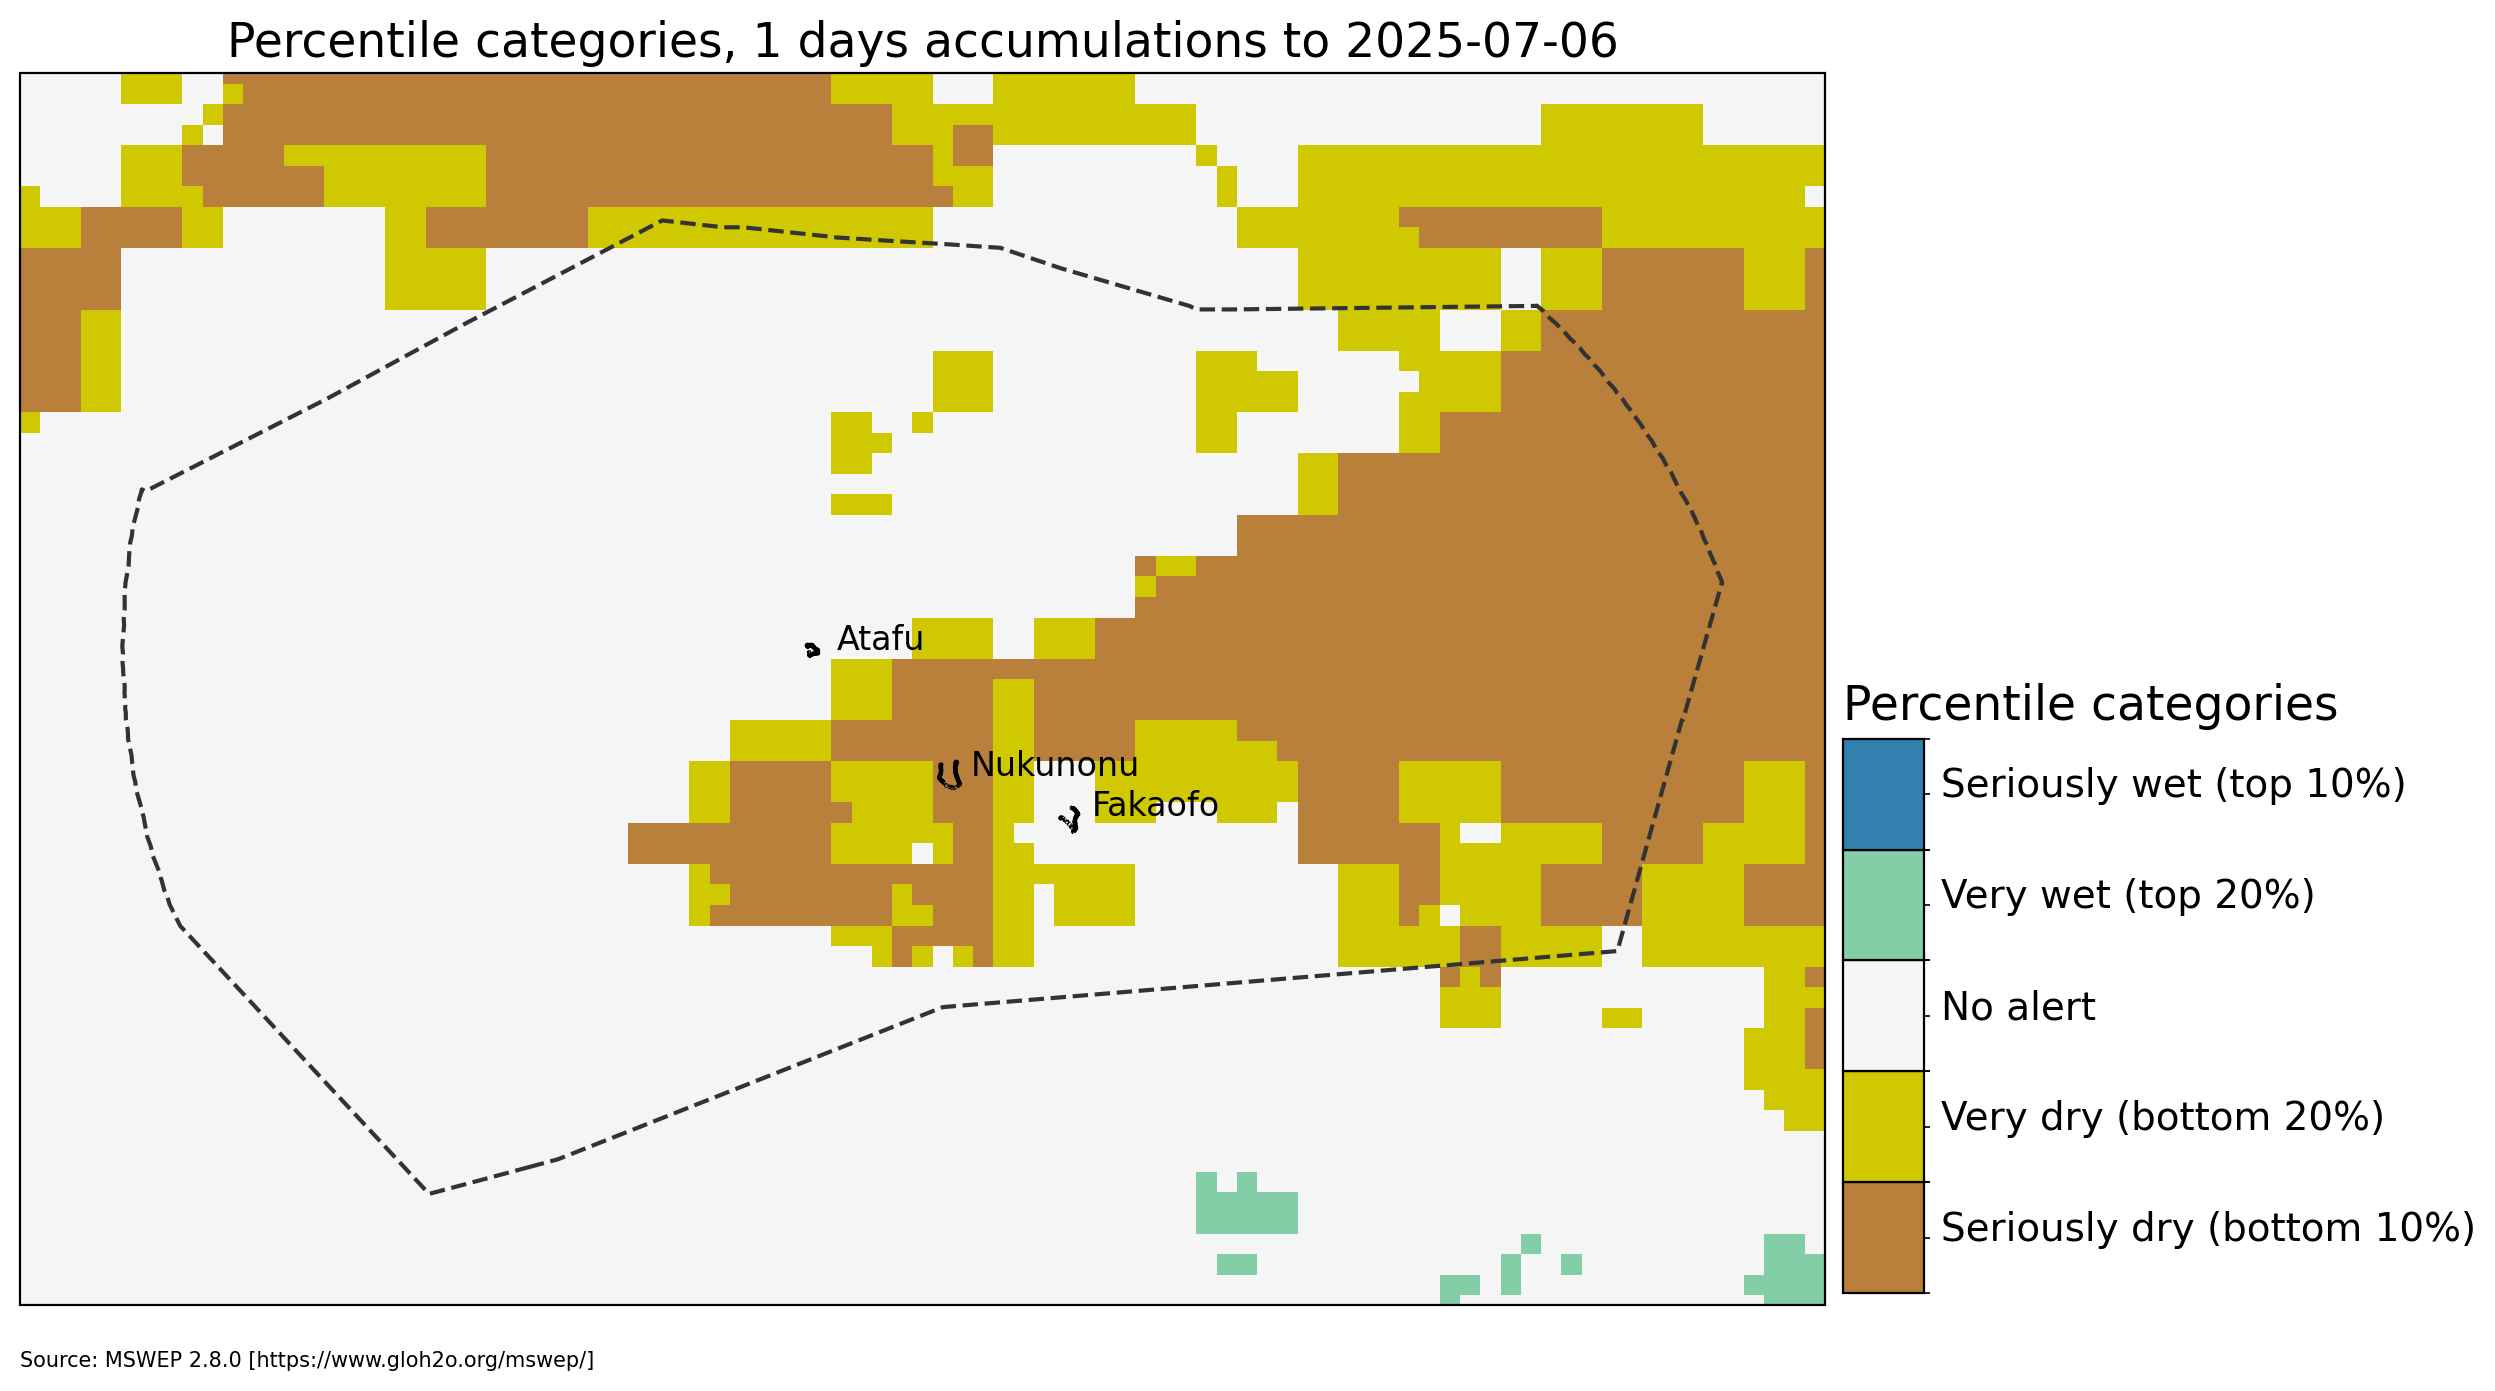 Percentile categories, 1 days accumulations to 2025-07-06
Atafu
Nukunonu
Fakaofo
Percentile categories
Seriously wet (top 10%)
Very wet (top 20%)
No alert
Very dry (bottom 20%)
Seriously dry (bottom 10%)
Source: MSWEP 2.8.0 [https://www.gloh2o.org/mswep/]